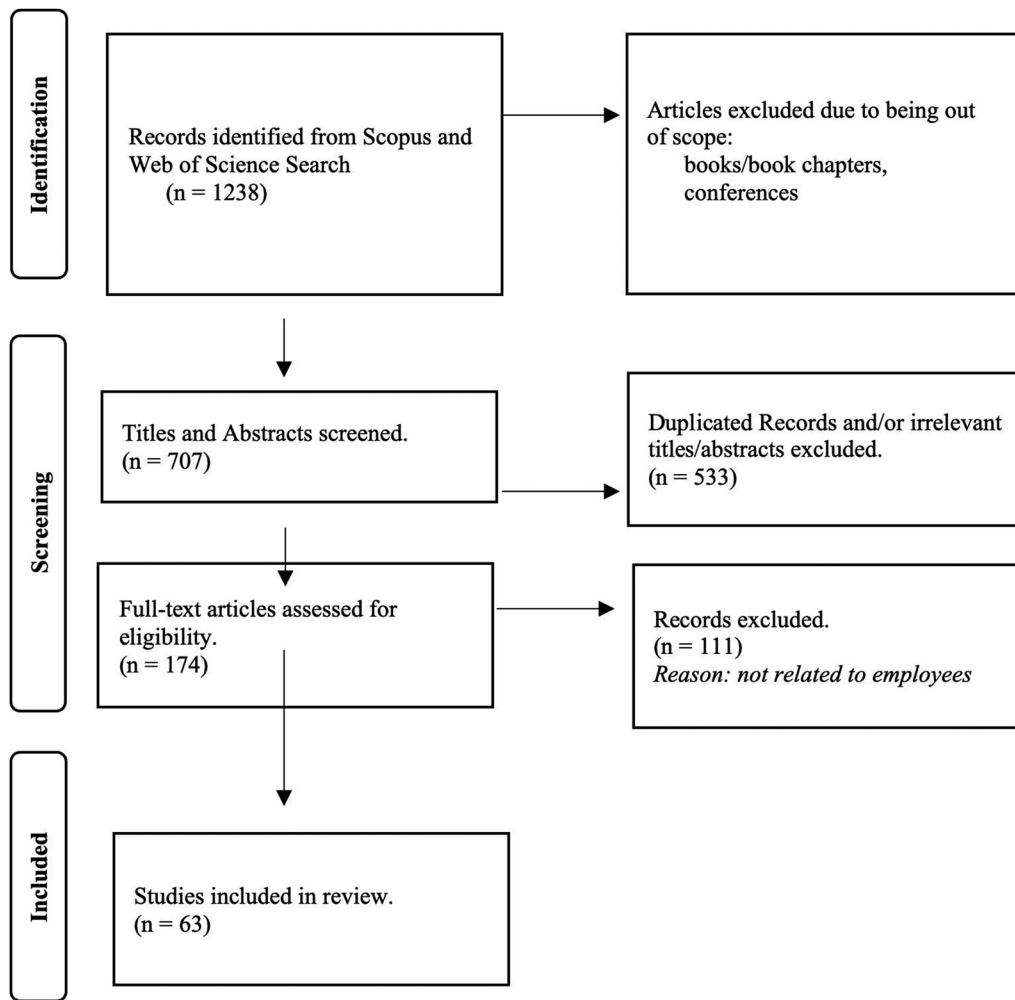 Identification
Records identified from Scopus and
Web of Science Search
(n = 1238)
Articles excluded due to being out
of scope:
books/book chapters,
conferences
Screening
Titles and Abstracts screened.
(n = 707)
Duplicated Records and/or irrelevant
titles/abstracts excluded.
(n = 533)
Full-text articles assessed for
eligibility.
(n = 174)
Records excluded.
(n = 111)
Reason: not related to employees
Included
Studies included in review.
(n = 63)